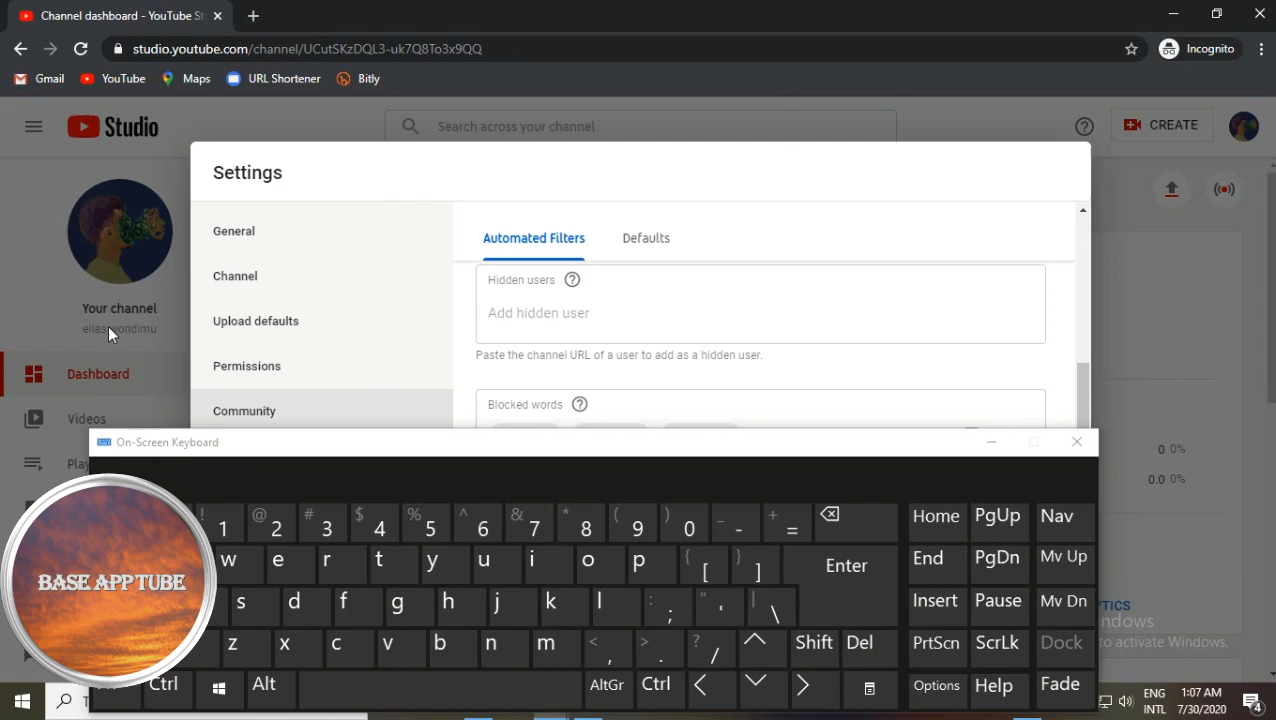 Channel dashboard - YouTube St
studio.youtube.com/channel/UCutSKzDQL3-uk7Q8To3x9QQ
Incognito
Gmail YouTube Maps URL Shortener Bitly
Studio
Search across your channel
CREATE
Settings
General
Automated Filters Defaults
Channel
Hidden users
Add hidden user
Upload defaults
Your channel
elias wondimu
Paste the channel URL of a user to add as a hidden user.
Permissions
Dashboard
Blocked words
Community
Videos
0 0%
0.0 0%
On-Screen Keyboard
! 1 @ 2 # 3 $ 4 % 5 ^ 6 & 7 * 8 ( 9 ) 0 _ - + = Home PgUp Nav
w e r t y u i o p { [ } ] Enter End PgDn Mv Up
s d f g h j k l : ; " ' | \ Insert Pause Mv Dn
z x c v b n m < , > . ? / Shift Del PrtScn ScrLk Dock
Ctrl Alt AltGr Ctrl Options Help Fade
BASE APP TUBE
to activate Windows.
ENG
INTL
1:07 AM
7/30/2020
4